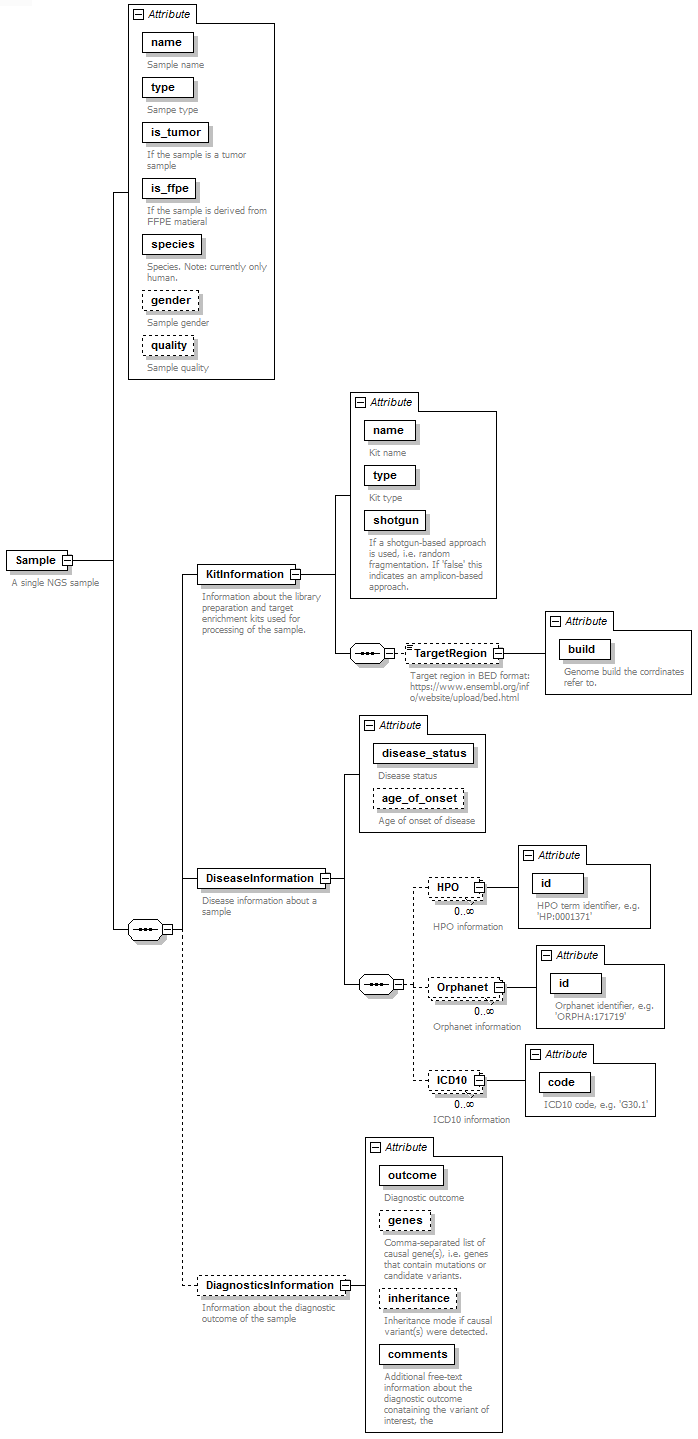 Attribute
name
Sample name
type
Sampe type
is_tumor
If the sample is a tumor
sample
is_ffpe
If the sample is derived from
FFPE matieral
species
Species. Note: currently only
human.
gender
Sample gender
quality
Sample quality
Sample
A single NGS sample
KitInformation
Information about the library
preparation and target
enrichment kits used for
processing of the sample.
Attribute
name
Kit name
type
Kit type
shotgun
If a shotgun-based approach
is used, i.e. random
fragmentation. If 'false' this
indicates an amplicon-based
approach.
TargetRegion
Target region in BED format:
https://www.ensembl.org/inf
o/website/upload/bed.html
Attribute
build
Genome build the corrdinates
refer to.
DiseaseInformation
Disease information about a
sample
Attribute
disease_status
Disease status
age_of_onset
Age of onset of disease
HPO
0..∞
HPO information
Attribute
id
HPO term identifier, e.g.
'HP:0001371'
Orphanet
0..∞
Orphanet information
Attribute
id
Orphanet identifier, e.g.
'ORPHA:171719'
ICD10
0..∞
ICD10 information
Attribute
code
ICD10 code, e.g. 'G30.1'
DiagnosticsInformation
Information about the diagnostic
outcome of the sample
Attribute
outcome
Diagnostic outcome
genes
Comma-separated list of
causal gene(s), i.e. genes
that contain mutations or
candidate variants.
inheritance
Inheritance mode if causal
variant(s) were detected.
comments
Additional free-text
information about the
diagnostic outcome
conataining the variant of
interest, the